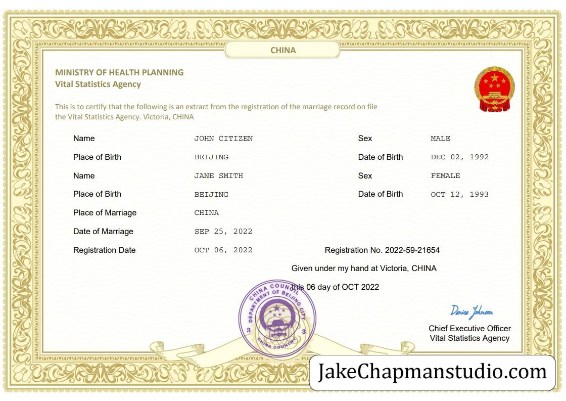 CHINA
MINISTRY OF HEALTH PLANNING
Vital Statistics Agency
This is to certify that the following is an extract from the registration of the marriage record on file
the Vital Statistics Agency. Victoria, CHINA
Name JOHN CITIZEN Sex MALE
Place of Birth BEIJING Date of Birth DEC 02, 1992
Name JANE SMITH Sex FEMALE
Place of Birth BEIJING Date of Birth OCT 12, 1993
Place of Marriage CHINA
Date of Marriage SEP 25, 2022
Registration Date OCT 06, 2022 Registration No. 2022-59-21654
Given under my hand at Victoria, CHINA
this 06 day of OCT 2022
CHINA COUNCIL
DEPARTMENT OF BEIJING CITY
Denise Johnson
Chief Executive Officer
Vital Statistics Agency
JakeChapmanstudio.com